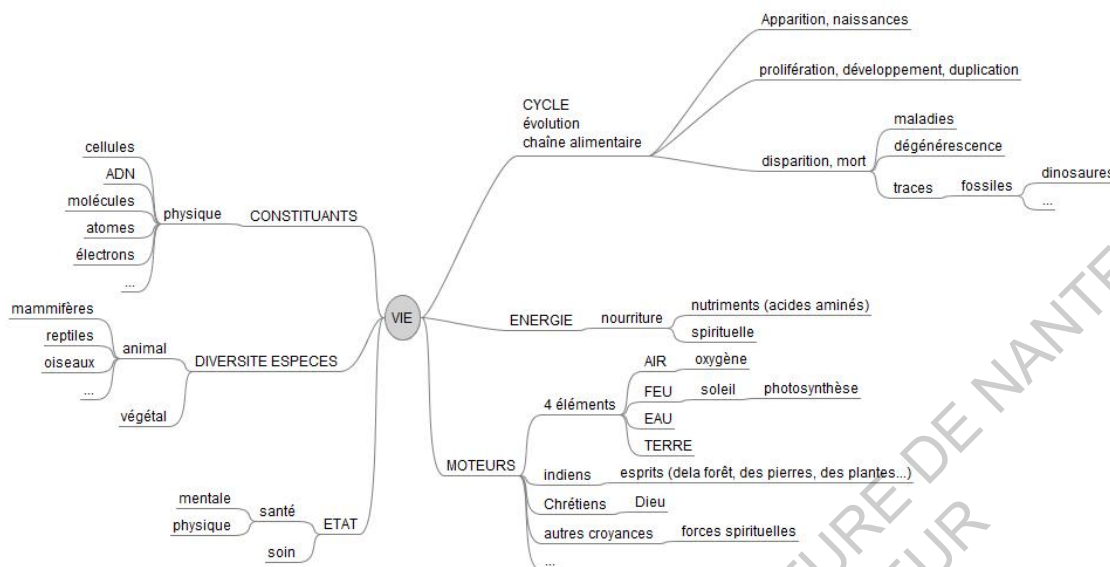 Apparition, naissances
prolifération, développement, duplication
CYCLE
évolution
chaîne alimentaire
maladies
disparition, mort
dégénérescence
traces
fossiles
dinosaures
...
cellules
ADN
molécules
atomes
électrons
...
physique
CONSTITUANTS
VIE
mammifères
reptiles
oiseaux
...
animal
végétal
DIVERSITE ESPECES
mentale
physique
santé
soin
ETAT
ENERGIE
nourriture
nutriments (acides aminés)
spirituelle
MOTEURS
4 éléments
AIR
oxygène
FEU
soleil
photosynthèse
EAU
TERRE
indiens
esprits (dela forêt, des pierres, des plantes...)
Chrétiens
Dieu
autres croyances
forces spirituelles
...
DE NANTE